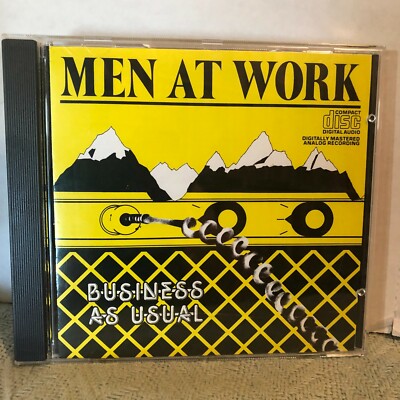 MEN AT WORK
COMPACT
disc
DIGITAL AUDIO
DIGITALLY MASTERED
ANALOG RECORDING
BUSINESS
AS USUAL